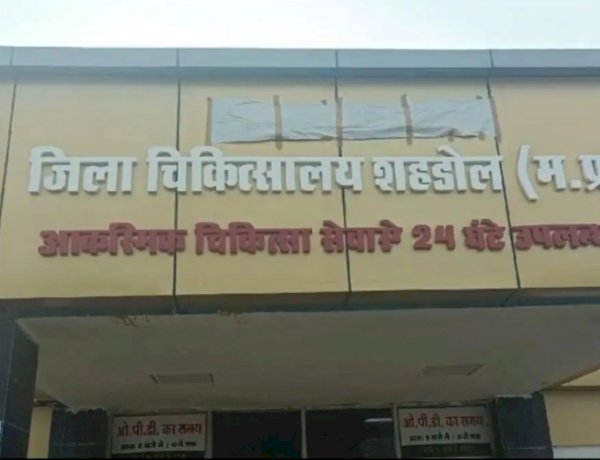 जिला चिकित्सालय शहडोल (म.प्र
आकस्मिक चिकित्सा सेवाऐं 24 घंटे उपलब्ध
ओ.पी.डी. का समय
ओ.पी.डी. का समय